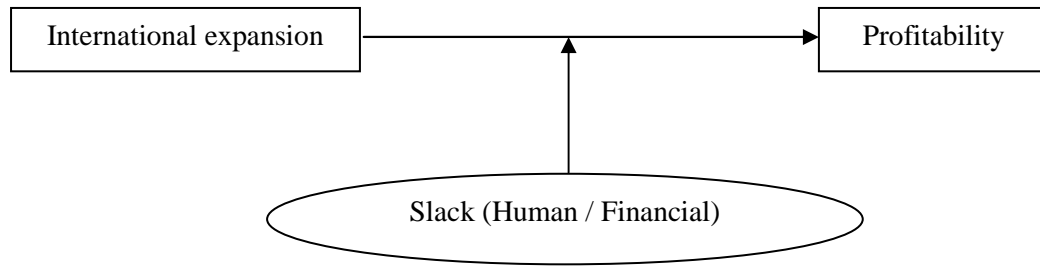 International expansion
Profitability
Slack (Human / Financial)